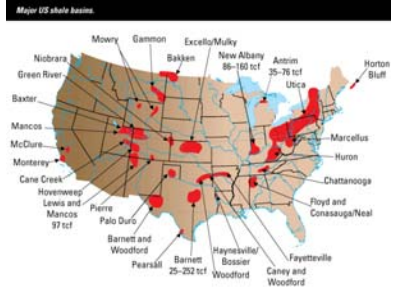 Major US shale basins.
Mowry
Gammon
Excello/Mulky
Niobrara
Bakken
New Albany
86–160 tcf
Antrim
35–76 tcf
Horton
Bluff
Green River
Utica
Baxter
Mancos
McClure
Monterey
Cane Creek
Hovenweep
Lewis and
Mancos
97 tcf
Pierre
Palo Duro
Barnett and
Woodford
Pearsall
Barnett
25–252 tcf
Haynesville/
Bossier
Woodford
Caney and
Woodford
Fayetteville
Floyd and
Conasauga/Neal
Chattanooga
Huron
Marcellus